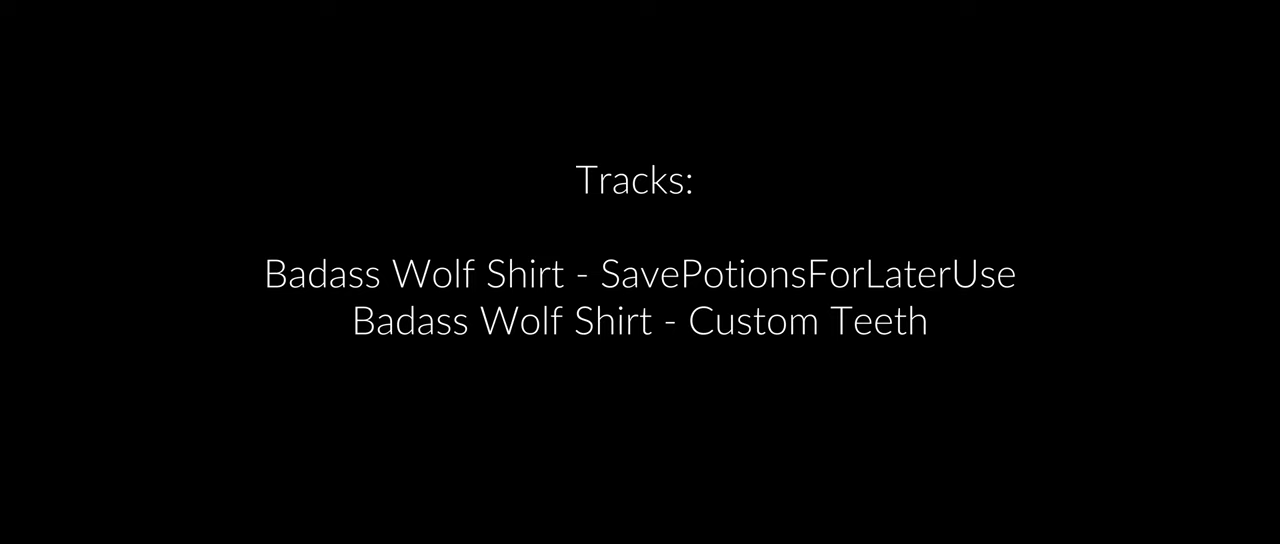 Tracks:
Badass Wolf Shirt - SavePotionsForLaterUse
Badass Wolf Shirt - Custom Teeth